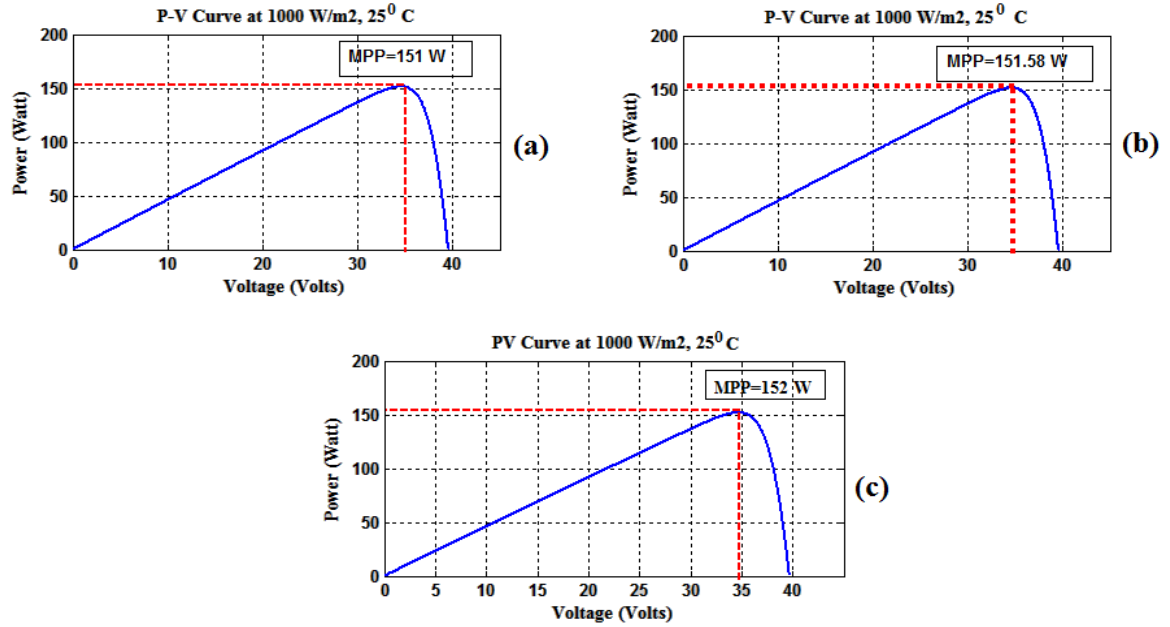 P-V Curve at 1000 W/m2, 25⁰ C
200
150
100
50
0
Power (Watt)
MPP=151 W
0 10 20 30 40
Voltage (Volts)
(a)
P-V Curve at 1000 W/m2, 25⁰ C
200
150
100
50
0
Power (Watt)
MPP=151.58 W
0 10 20 30 40
Voltage (Volts)
(b)
PV Curve at 1000 W/m2, 25⁰ C
200
150
100
50
0
Power (Watt)
MPP=152 W
0 5 10 15 20 25 30 35 40
Voltage (Volts)
(c)